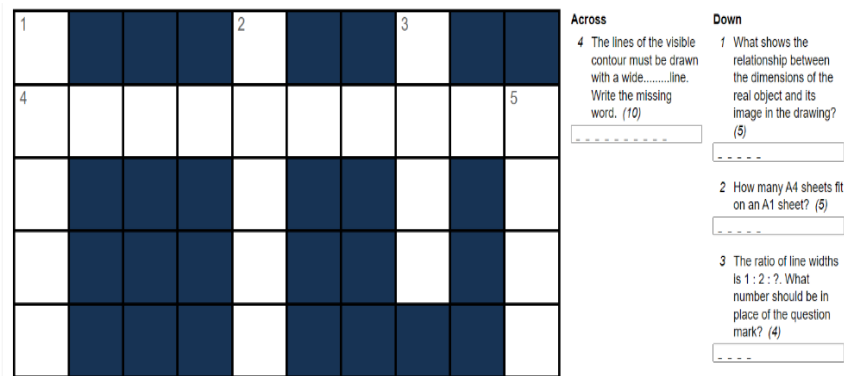 1
2
3
4
5
Across
4 The lines of the visible
contour must be drawn
with a wide.........line.
Write the missing
word. (10)
_ _ _ _ _ _ _ _ _ _
Down
1 What shows the
relationship between
the dimensions of the
real object and its
image in the drawing?
(5)
_ _ _ _ _
2 How many A4 sheets fit
on an A1 sheet? (5)
_ _ _ _ _
3 The ratio of line widths
is 1 : 2 : ?. What
number should be in
place of the question
mark? (4)
_ _ _ _